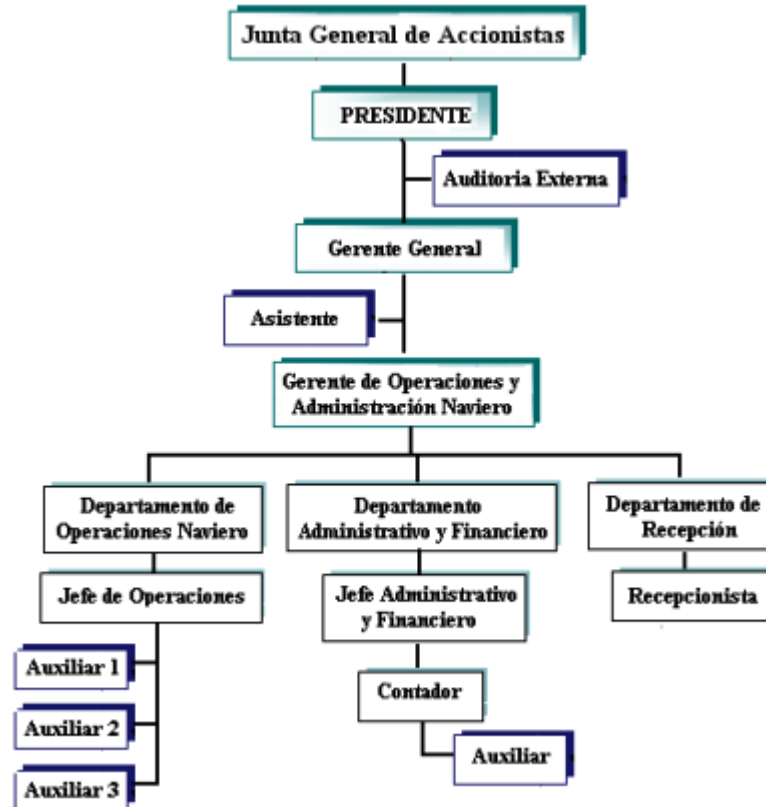 Junta General de Accionistas
PRESIDENTE
Auditoria Externa
Gerente General
Asistente
Gerente de Operaciones y
Administración Naviero
Departamento de
Operaciones Naviero
Departamento
Administrativo y Financiero
Departamento de
Recepción
Jefe de Operaciones
Jefe Administrativo
y Financiero
Recepcionista
Auxiliar 1
Auxiliar 2
Auxiliar 3
Contador
Auxiliar